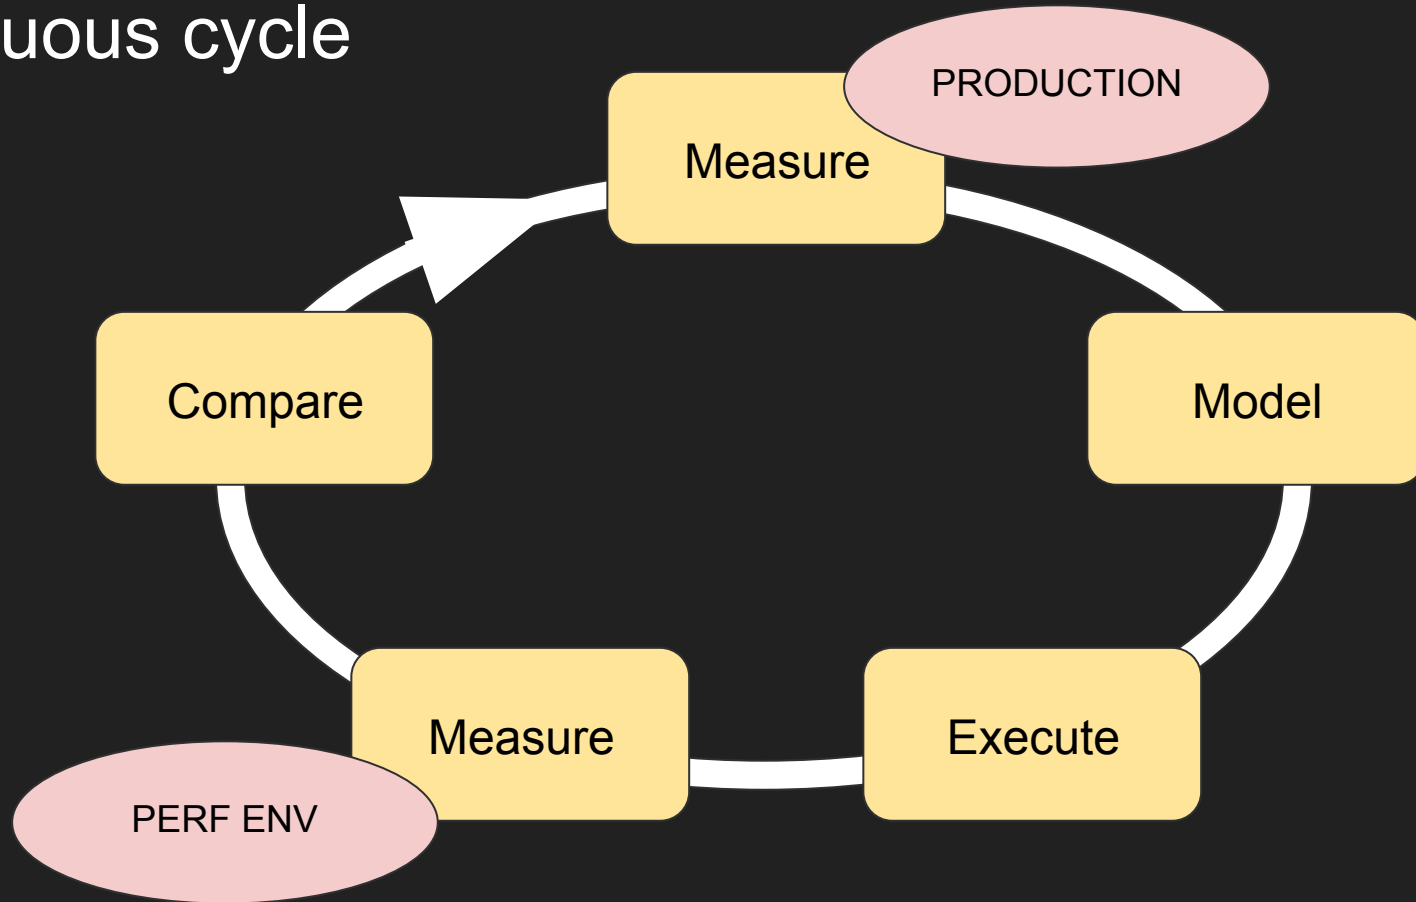 uous cycle
PRODUCTION
Measure
Compare
Model
Measure
Execute
PERF ENV